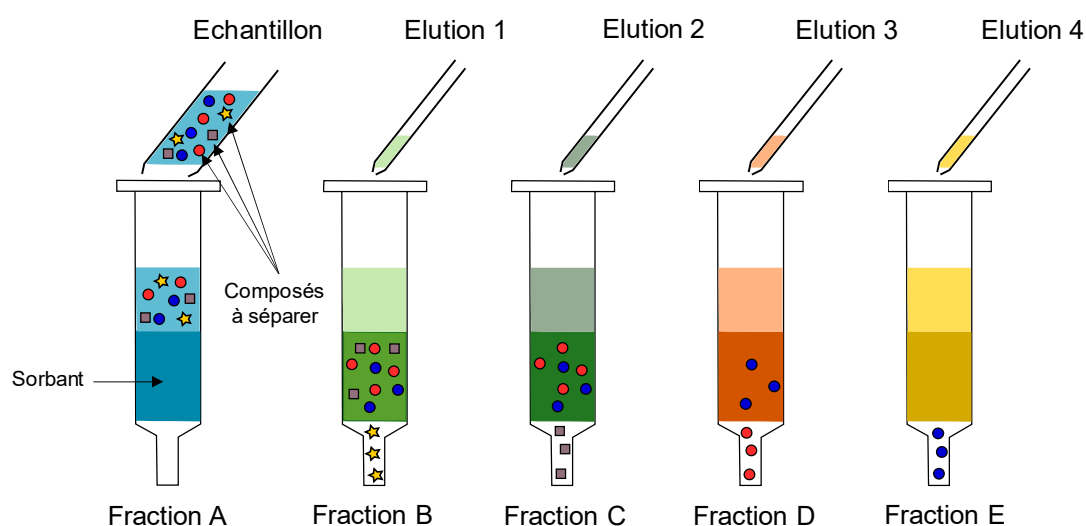 Echantillon
Elution 1
Elution 2
Elution 3
Elution 4
Composés
à séparer
Sorbant
Fraction A
Fraction B
Fraction C
Fraction D
Fraction E